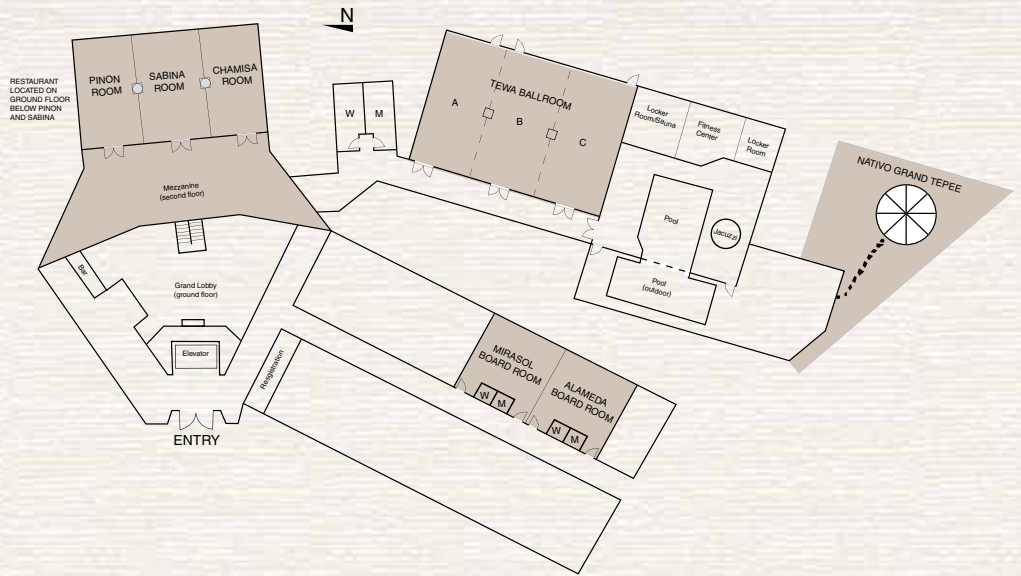 N
RESTAURANT
LOCATED ON
GROUND FLOOR
BELOW PINON
AND SABINA
PINON
ROOM
SABINA
ROOM
CHAMISA
ROOM
Mezzanine
(second floor)
Bar
Grand Lobby
(ground floor)
Elevator
Resgistration
ENTRY
W
M
TEWA BALLROOM
A
B
C
Locker
Room/Sauna
Fitness
Center
Locker
Room
Pool
Jacuzzi
Pool
(outdoor)
NATIVO GRAND TEPEE
MIRASOL
BOARD ROOM
W
M
ALAMEDA
BOARD ROOM
W
M